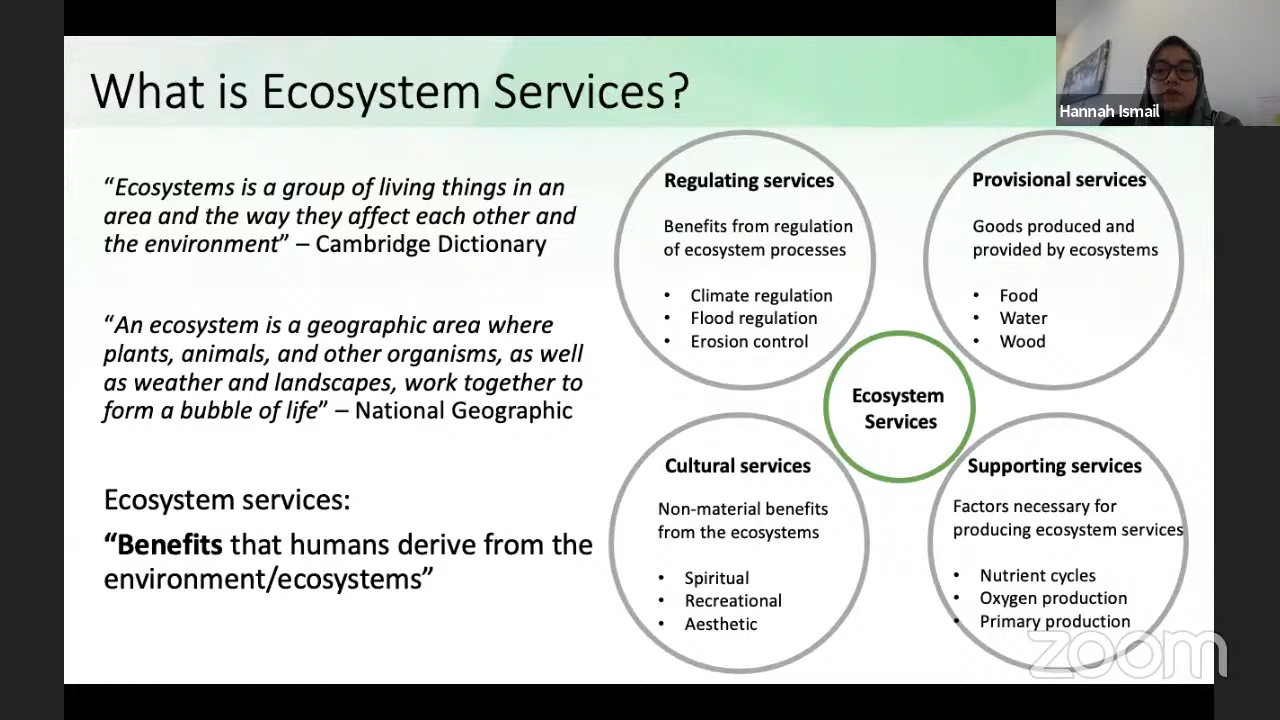 What is Ecosystem Services?
Hannah Ismail
“Ecosystems is a group of living things in an
area and the way they affect each other and
the environment” – Cambridge Dictionary
“An ecosystem is a geographic area where
plants, animals, and other organisms, as well
as weather and landscapes, work together to
form a bubble of life” – National Geographic
Ecosystem services:
“Benefits that humans derive from the
environment/ecosystems”
Regulating services
Benefits from regulation
of ecosystem processes
• Climate regulation
• Flood regulation
• Erosion control
Provisional services
Goods produced and
provided by ecosystems
• Food
• Water
• Wood
Ecosystem
Services
Cultural services
Non-material benefits
from the ecosystems
• Spiritual
• Recreational
• Aesthetic
Supporting services
Factors necessary for
producing ecosystem services
• Nutrient cycles
• Oxygen production
• Primary production
zoom